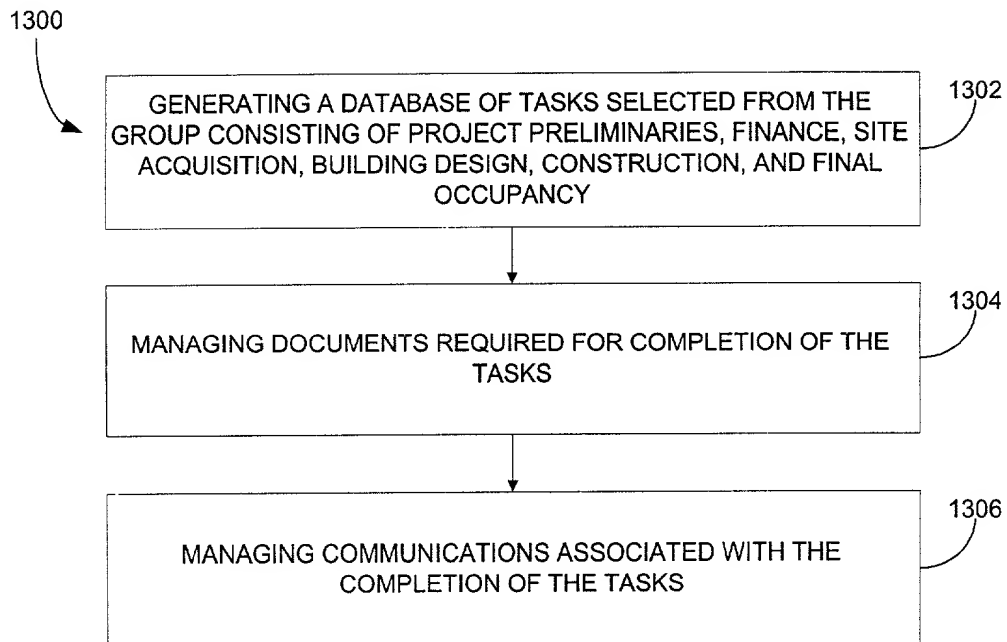 1300
1302
GENERATING A DATABASE OF TASKS SELECTED FROM THE
GROUP CONSISTING OF PROJECT PRELIMINARIES, FINANCE, SITE
ACQUISITION, BUILDING DESIGN, CONSTRUCTION, AND FINAL
OCCUPANCY
1304
MANAGING DOCUMENTS REQUIRED FOR COMPLETION OF THE
TASKS
1306
MANAGING COMMUNICATIONS ASSOCIATED WITH THE
COMPLETION OF THE TASKS